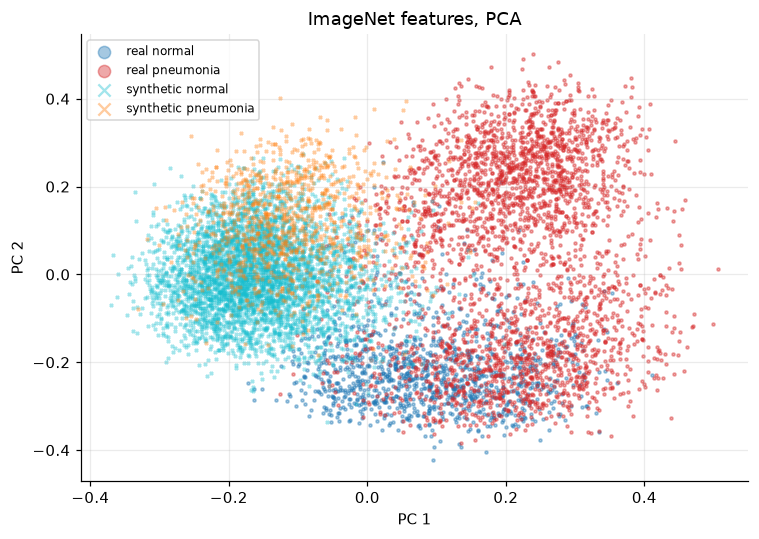 ImageNet features, PCA
real normal
real pneumonia
synthetic normal
synthetic pneumonia
0.4
0.2
0.0
−0.2
−0.4
PC 2
−0.4
−0.2
0.0
0.2
0.4
PC 1